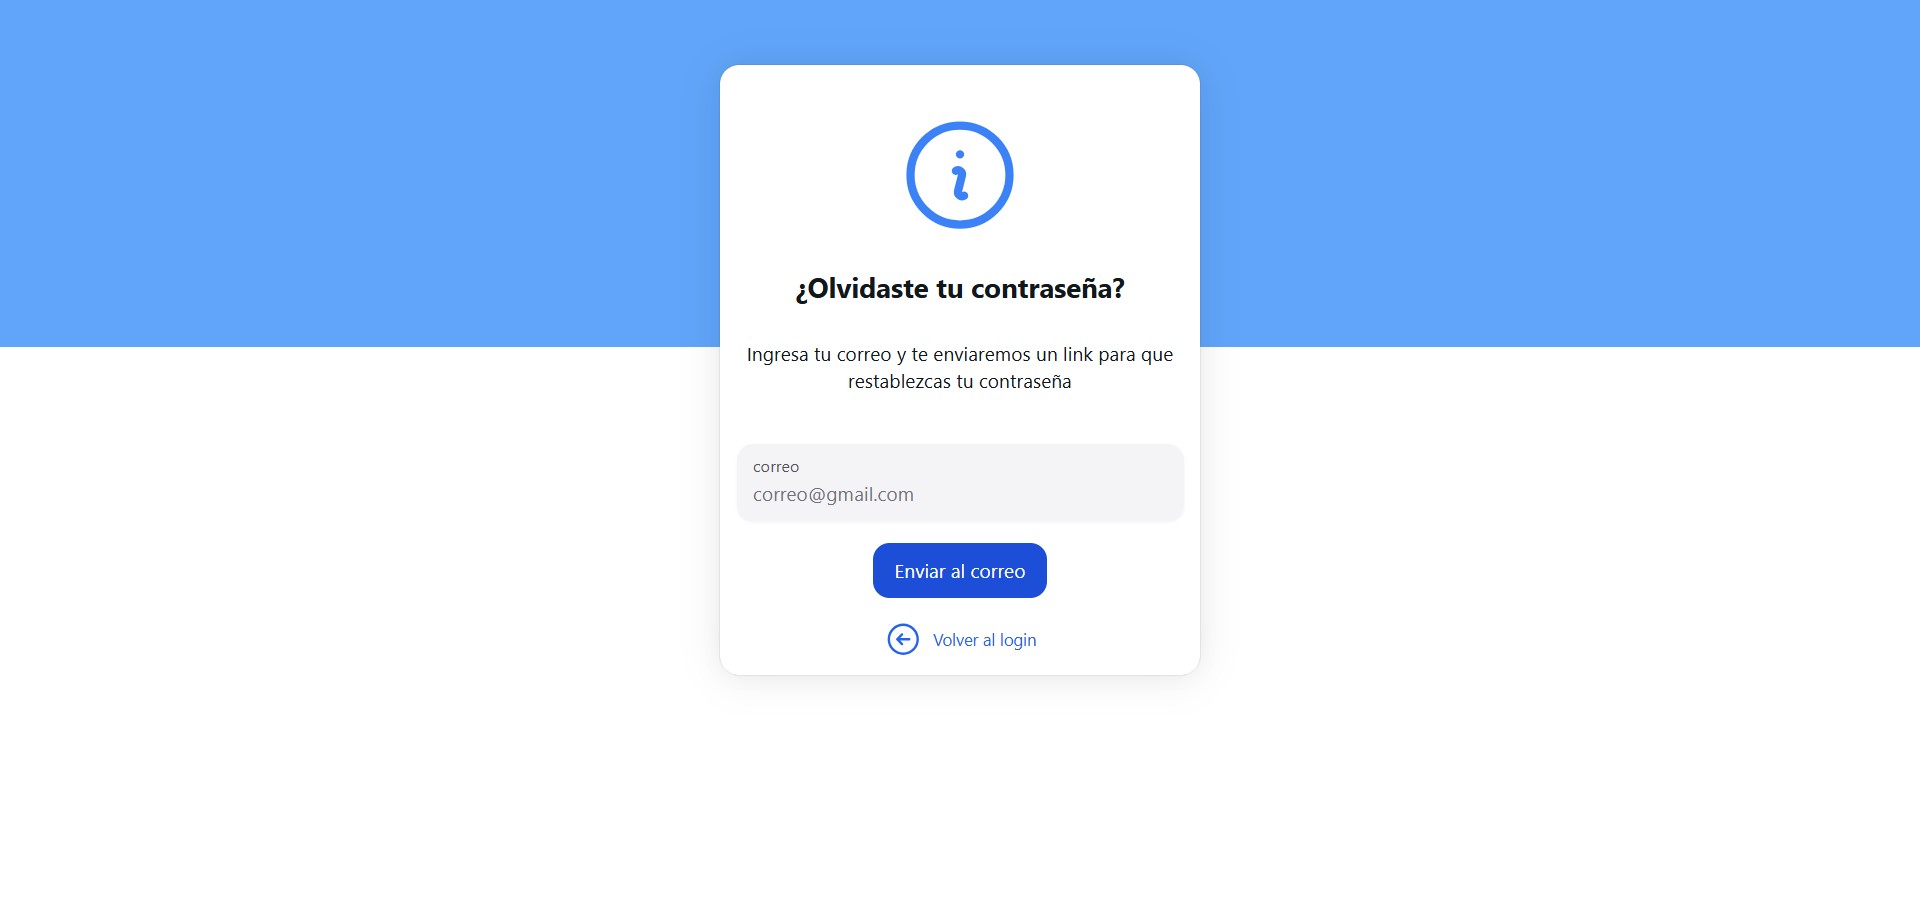 ¿Olvidaste tu contraseña?
Ingresa tu correo y te enviaremos un link para que
restablezcas tu contraseña
correo
correo@gmail.com
Enviar al correo
Volver al login